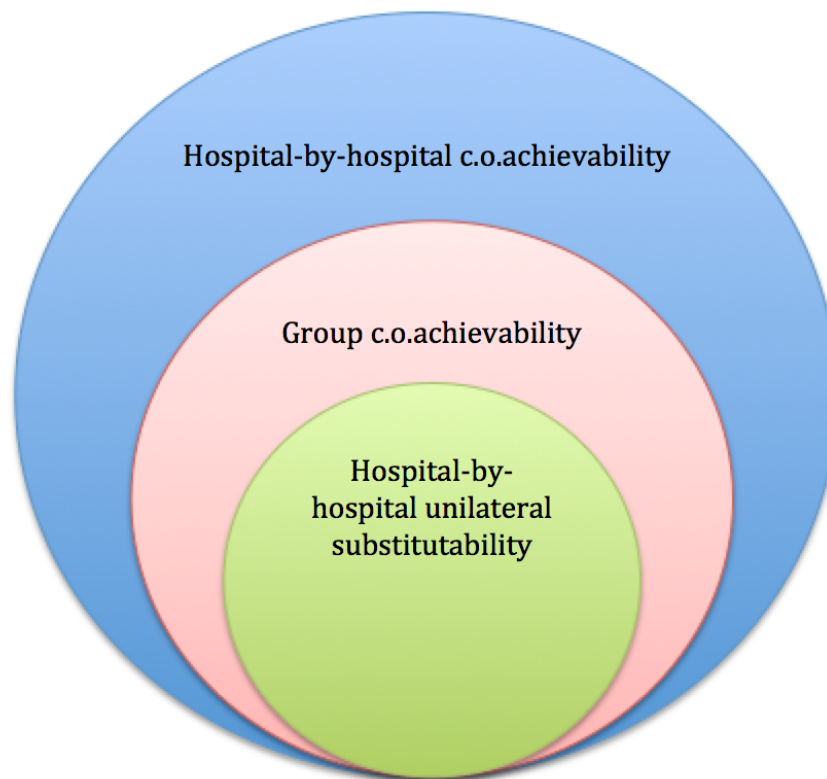 Hospital-by-hospital c.o.achievability
Group c.o.achievability
Hospital-by-
hospital unilateral
substitutability